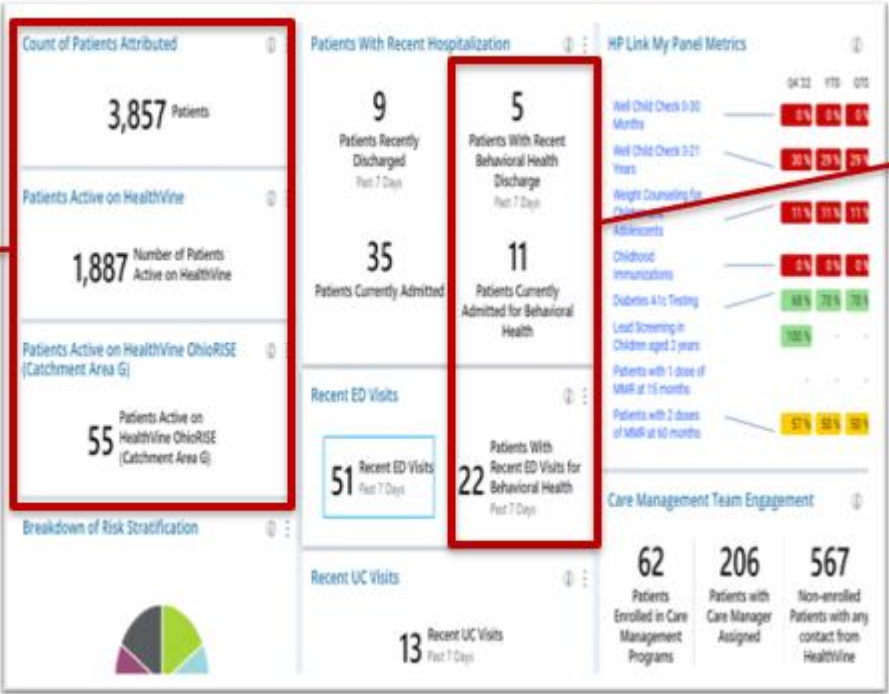 Count of Patients Attributed
3,857 Patients
Patients Active on HealthVine
1,887 Number of Patients
Active on HealthVine
Patients Active on HealthVine OhioRISE
(Catchment Area G)
55 Patients Active on
HealthVine OhioRISE
(Catchment Area G)
Breakdown of Risk Stratification
Patients With Recent Hospitalization
9
Patients Recently
Discharged
Past 7 Days
5
Patients With Recent
Behavioral Health
Discharge
Past 7 Days
35
Patients Currently Admitted
11
Patients Currently
Admitted for Behavioral
Health
Recent ED Visits
51 Recent ED Visits
Past 7 Days
22 Patients With
Recent ED Visits for
Behavioral Health
Past 7 Days
Recent UC Visits
13 Recent UC Visits
Past 7 Days
HP Link My Panel Metrics
Q4'22 YTD QTD
Well Child Check 0-30
Months
0% 0% 0%
Well Child Check 3-21
Years
30% 29% 29%
Weight Counseling for
Adolescents
11% 11% 11%
Childhood
Immunizations
0% 0% 0%
Diabetes A1c Testing
68% 70% 70%
Lead Screening in
Children aged 2 years
100% - -
Patients with 1 dose of
MMR at 15 months
- - -
Patients with 2 doses
of MMR at 60 months
57% 50% 50%
Care Management Team Engagement
62
Patients
Enrolled in Care
Management
Programs
206
Patients with
Care Manager
Assigned
567
Non-enrolled
Patients with any
contact from
HealthVine